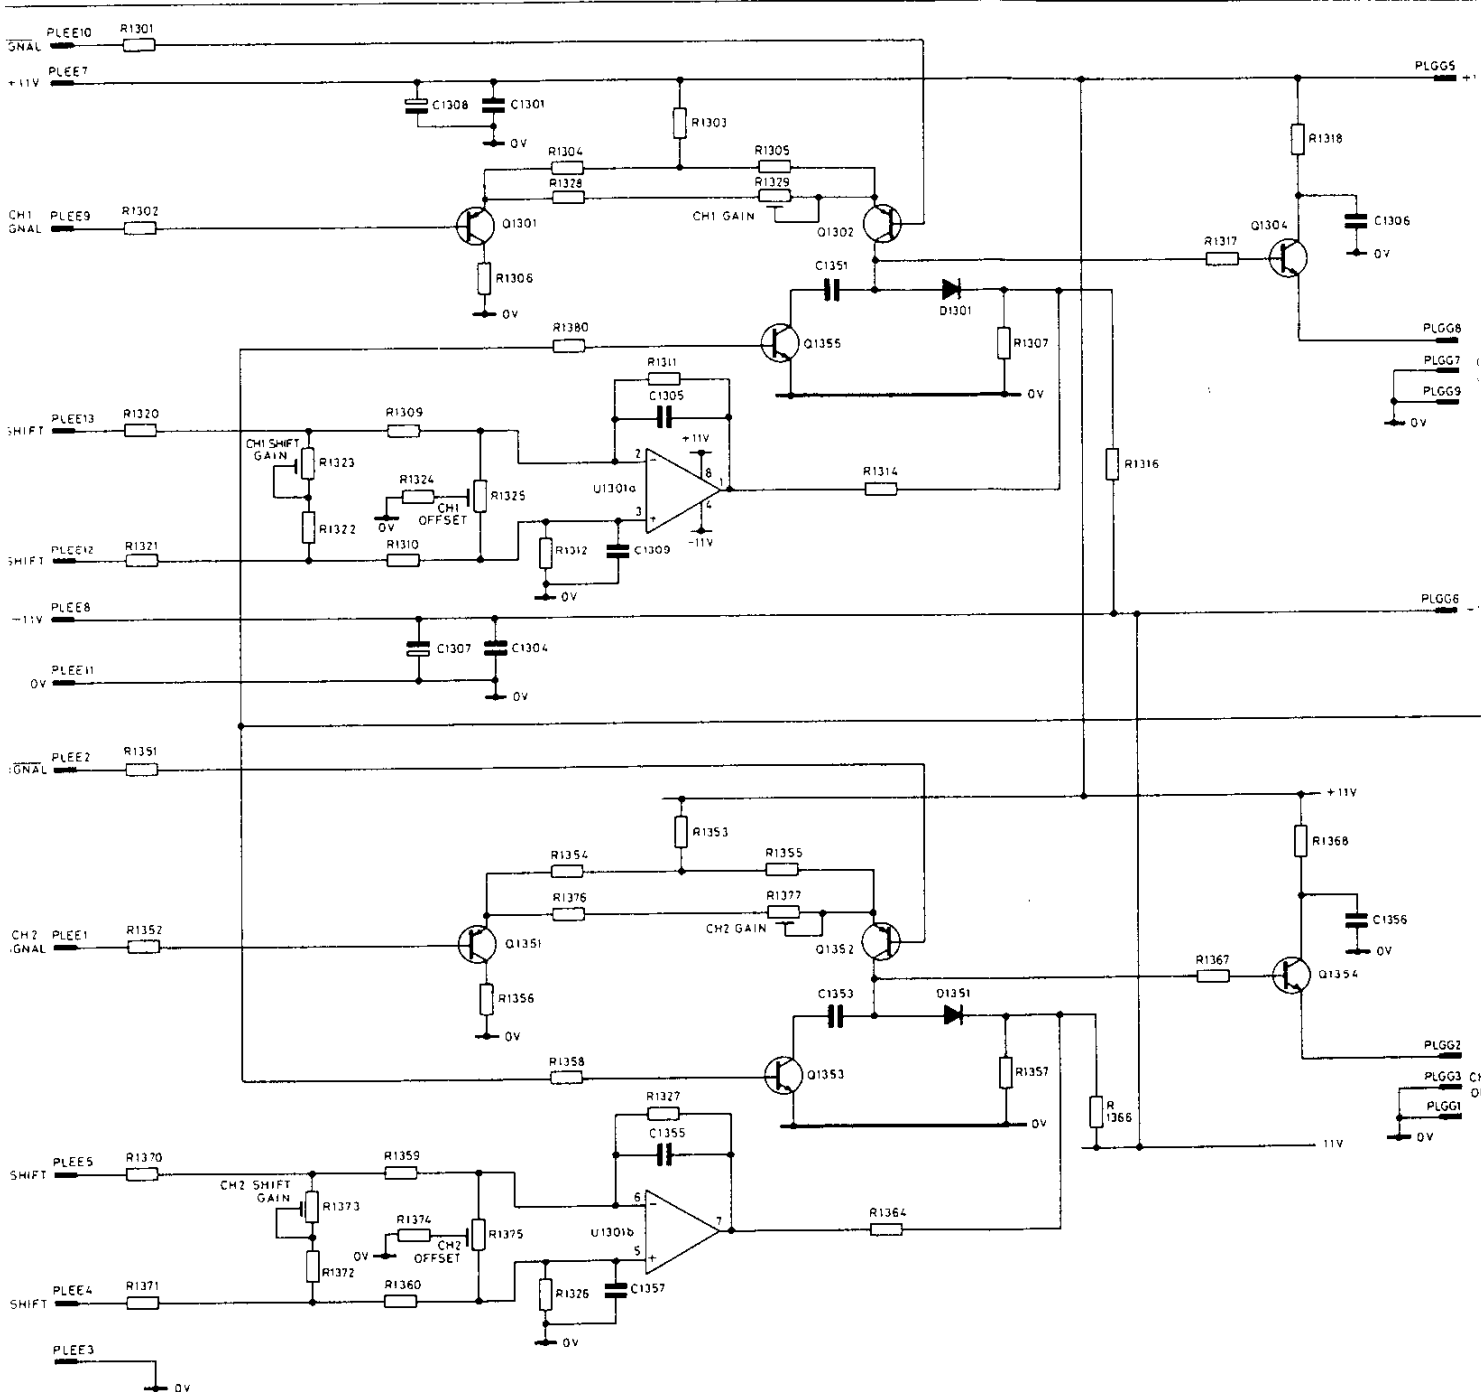 PLEE10
R1301
GNAL
PLEE7
+11V
PLGG5
C1308
C1301
0V
R1303
R1318
R1304
R1305
R1328
R1329
CH1 GAIN
CH1
GNAL
PLEE9
R1302
Q1301
Q1302
Q1304
C1306
0V
R1317
R1306
0V
C1351
D1301
R1380
Q1355
R1307
0V
PLGG8
PLGG7
PLGG9
0V
R1311
C1305
+11V
SHIFT
PLEE13
R1320
R1309
CH1 SHIFT
GAIN
R1323
R1324
R1325
0V
CH1
OFFSET
2
-
U1301a
8
1
4
3
+
-11V
R1314
R1316
R1322
SHIFT
PLEE12
R1321
R1310
R1312
C1309
0V
PLEE8
-11V
PLGG6
C1307
C1304
PLEE11
0V
0V
PLEE2
R1351
GNAL
+11V
R1353
R1368
R1354
R1355
R1376
R1377
CH2 GAIN
CH2
GNAL
PLEE1
R1352
Q1351
Q1352
C1356
0V
R1367
Q1354
R1356
0V
C1353
D1351
R1358
Q1353
R1357
0V
R
1366
PLGG2
PLGG3
PLGG1
0V
11V
R1327
C1355
SHIFT
PLEE5
R1370
R1359
CH2 SHIFT
GAIN
R1373
R1374
R1375
0V
CH2
OFFSET
6
-
U1301b
7
5
+
R1364
R1372
SHIFT
PLEE4
R1371
R1360
R1326
C1357
0V
PLEE3
0V